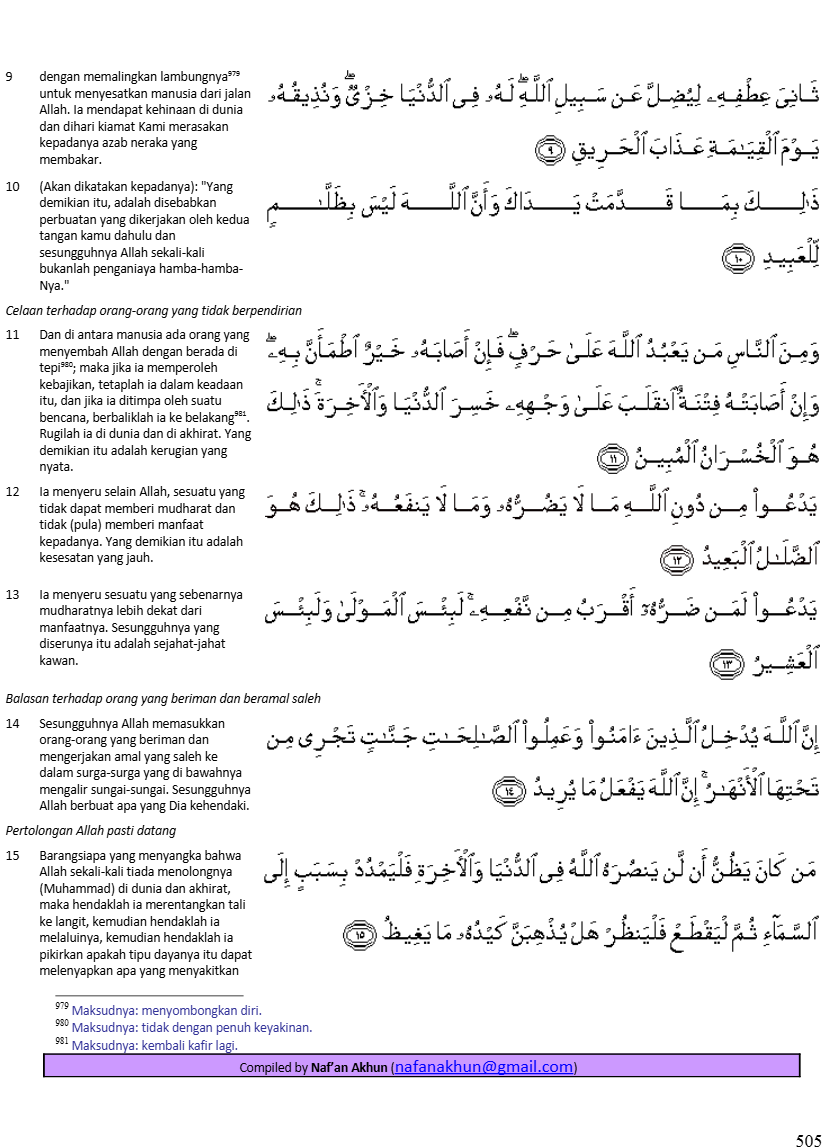 9 dengan memalingkan lambungnya⁹⁷⁹
untuk menyesatkan manusia dari jalan
Allah. Ia mendapat kehinaan di dunia
dan dihari kiamat Kami merasakan
kepadanya azab neraka yang
membakar.
ثَانِيَ عِطْفِهِۦ لِيُضِلَّ عَن سَبِيلِ ٱللَّهِ ۖ لَهُۥ فِى ٱلدُّنْيَا خِزْىٌ ۖ وَنُذِيقُهُۥ
يَوْمَ ٱلْقِيَـٰمَةِ عَذَابَ ٱلْحَرِيقِ ٩
10 (Akan dikatakan kepadanya): "Yang
demikian itu, adalah disebabkan
perbuatan yang dikerjakan oleh kedua
tangan kamu dahulu dan
sesungguhnya Allah sekali-kali
bukanlah penganiaya hamba-hamba-
Nya."
ذَٰلِكَ بِمَا قَدَّمَتْ يَدَاكَ وَأَنَّ ٱللَّهَ لَيْسَ بِظَلَّـٰمٍ
لِّلْعَبِيدِ ١٠
Celaan terhadap orang-orang yang tidak berpendirian
11 Dan di antara manusia ada orang yang
menyembah Allah dengan berada di
tepi⁹⁸⁰; maka jika ia memperoleh
kebajikan, tetaplah ia dalam keadaan
itu, dan jika ia ditimpa oleh suatu
bencana, berbaliklah ia ke belakang⁹⁸¹.
Rugilah ia di dunia dan di akhirat. Yang
demikian itu adalah kerugian yang
nyata.
وَمِنَ ٱلنَّاسِ مَن يَعْبُدُ ٱللَّهَ عَلَىٰ حَرْفٍ ۖ فَإِنْ أَصَابَهُۥ خَيْرٌ ٱطْمَأَنَّ بِهِۦ ۖ
وَإِنْ أَصَابَتْهُ فِتْنَةٌ ٱنقَلَبَ عَلَىٰ وَجْهِهِۦ خَسِرَ ٱلدُّنْيَا وَٱلْأَخِرَةَ ۚ ذَٰلِكَ
هُوَ ٱلْخُسْرَانُ ٱلْمُبِينُ ١١
12 Ia menyeru selain Allah, sesuatu yang
tidak dapat memberi mudharat dan
tidak (pula) memberi manfaat
kepadanya. Yang demikian itu adalah
kesesatan yang jauh.
يَدْعُوا۟ مِن دُونِ ٱللَّهِ مَا لَا يَضُرُّهُۥ وَمَا لَا يَنفَعُهُۥ ۚ ذَٰلِكَ هُوَ
ٱلضَّلَـٰلُ ٱلْبَعِيدُ ١٢
13 Ia menyeru sesuatu yang sebenarnya
mudharatnya lebih dekat dari
manfaatnya. Sesungguhnya yang
diserunya itu adalah sejahat-jahat
kawan.
يَدْعُوا۟ لَمَن ضَرُّهُۥٓ أَقْرَبُ مِن نَّفْعِهِۦ ۚ لَبِئْسَ ٱلْمَوْلَىٰ وَلَبِئْسَ
ٱلْعَشِيرُ ١٣
Balasan terhadap orang yang beriman dan beramal saleh
14 Sesungguhnya Allah memasukkan
orang-orang yang beriman dan
mengerjakan amal yang saleh ke
dalam surga-surga yang di bawahnya
mengalir sungai-sungai. Sesungguhnya
Allah berbuat apa yang Dia kehendaki.
إِنَّ ٱللَّهَ يُدْخِلُ ٱلَّذِينَ ءَامَنُوا۟ وَعَمِلُوا۟ ٱلصَّـٰلِحَـٰتِ جَنَّـٰتٍ تَجْرِى مِن
تَحْتِهَا ٱلْأَنْهَـٰرُ ۚ إِنَّ ٱللَّهَ يَفْعَلُ مَا يُرِيدُ ١٤
Pertolongan Allah pasti datang
15 Barangsiapa yang menyangka bahwa
Allah sekali-kali tiada menolongnya
(Muhammad) di dunia dan akhirat,
maka hendaklah ia merentangkan tali
ke langit, kemudian hendaklah ia
melaluinya, kemudian hendaklah ia
pikirkan apakah tipu dayanya itu dapat
melenyapkan apa yang menyakitkan
مَن كَانَ يَظُنُّ أَن لَّن يَنصُرَهُ ٱللَّهُ فِى ٱلدُّنْيَا وَٱلْأَخِرَةِ فَلْيَمْدُدْ بِسَبَبٍ إِلَى
ٱلسَّمَآءِ ثُمَّ لْيَقْطَعْ فَلْيَنظُرْ هَلْ يُذْهِبَنَّ كَيْدُهُۥ مَا يَغِيظُ ١٥
⁹⁷⁹ Maksudnya: menyombongkan diri.
⁹⁸⁰ Maksudnya: tidak dengan penuh keyakinan.
⁹⁸¹ Maksudnya: kembali kafir lagi.
Compiled by Naf’an Akhun (nafanakhun@gmail.com)
505